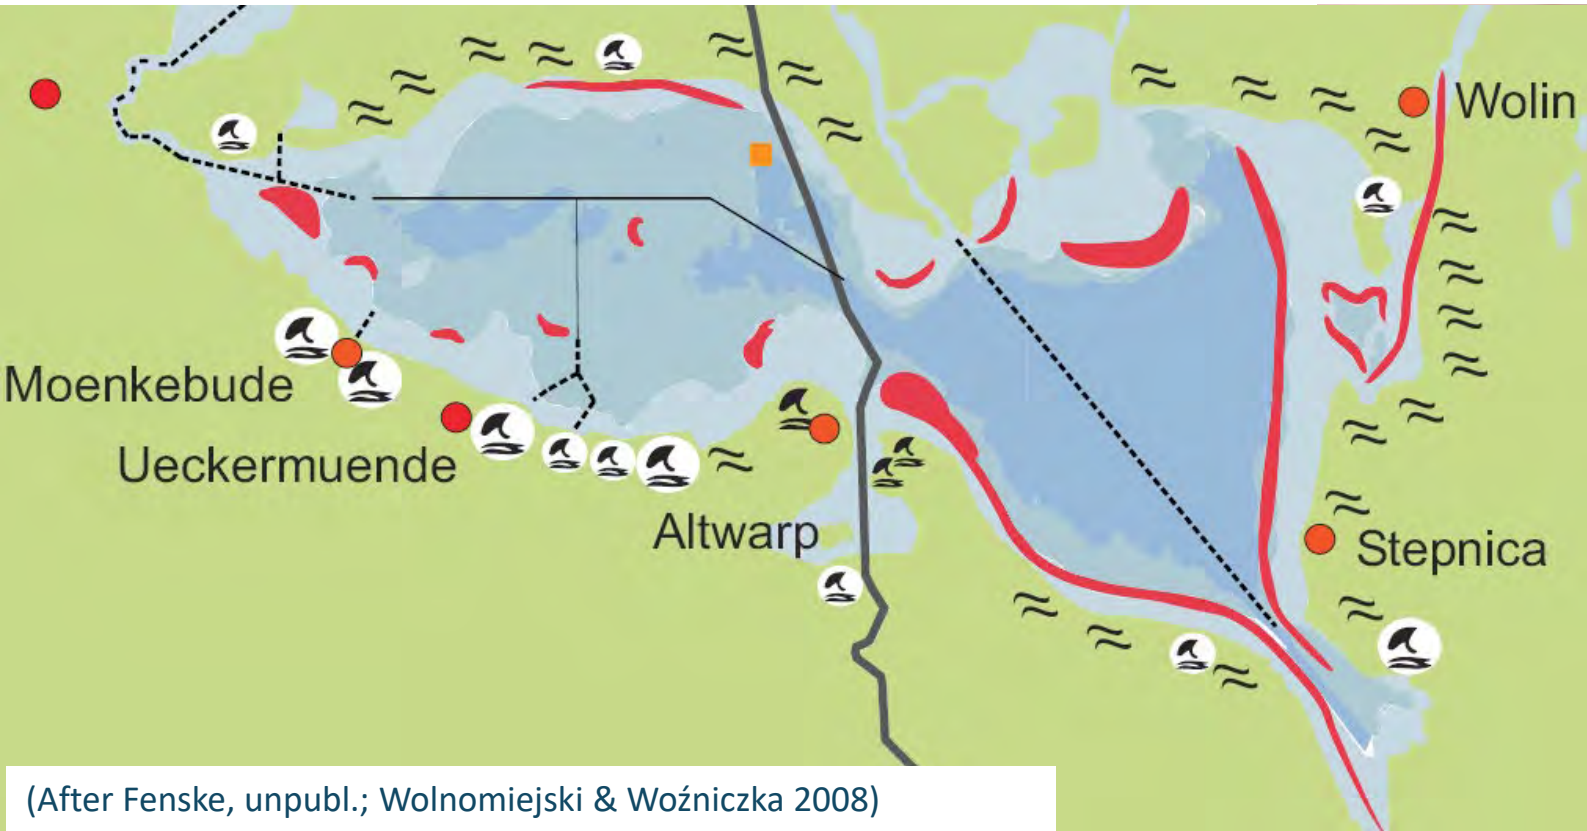 Wolin
Moenkebude
Ueckermuende
Altwarp
Stepnica
(After Fenske, unpubl.; Wolnomiejski & Woźniczka 2008)